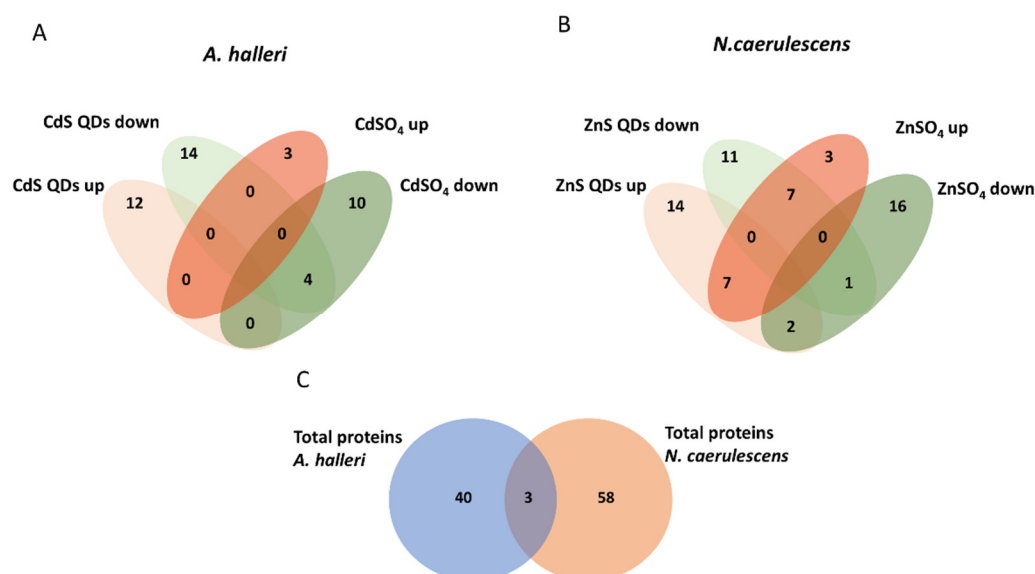 A
A. halleri
CdS QDs down
CdSO₄ up
14
3
CdS QDs up
CdSO₄ down
0
12
10
0
0
0
4
0
B
N.caerulescens
ZnS QDs down
ZnSO₄ up
11
3
ZnS QDs up
ZnSO₄ down
7
14
16
0
0
7
1
2
C
Total proteins
A. halleri
Total proteins
N. caerulescens
40
3
58